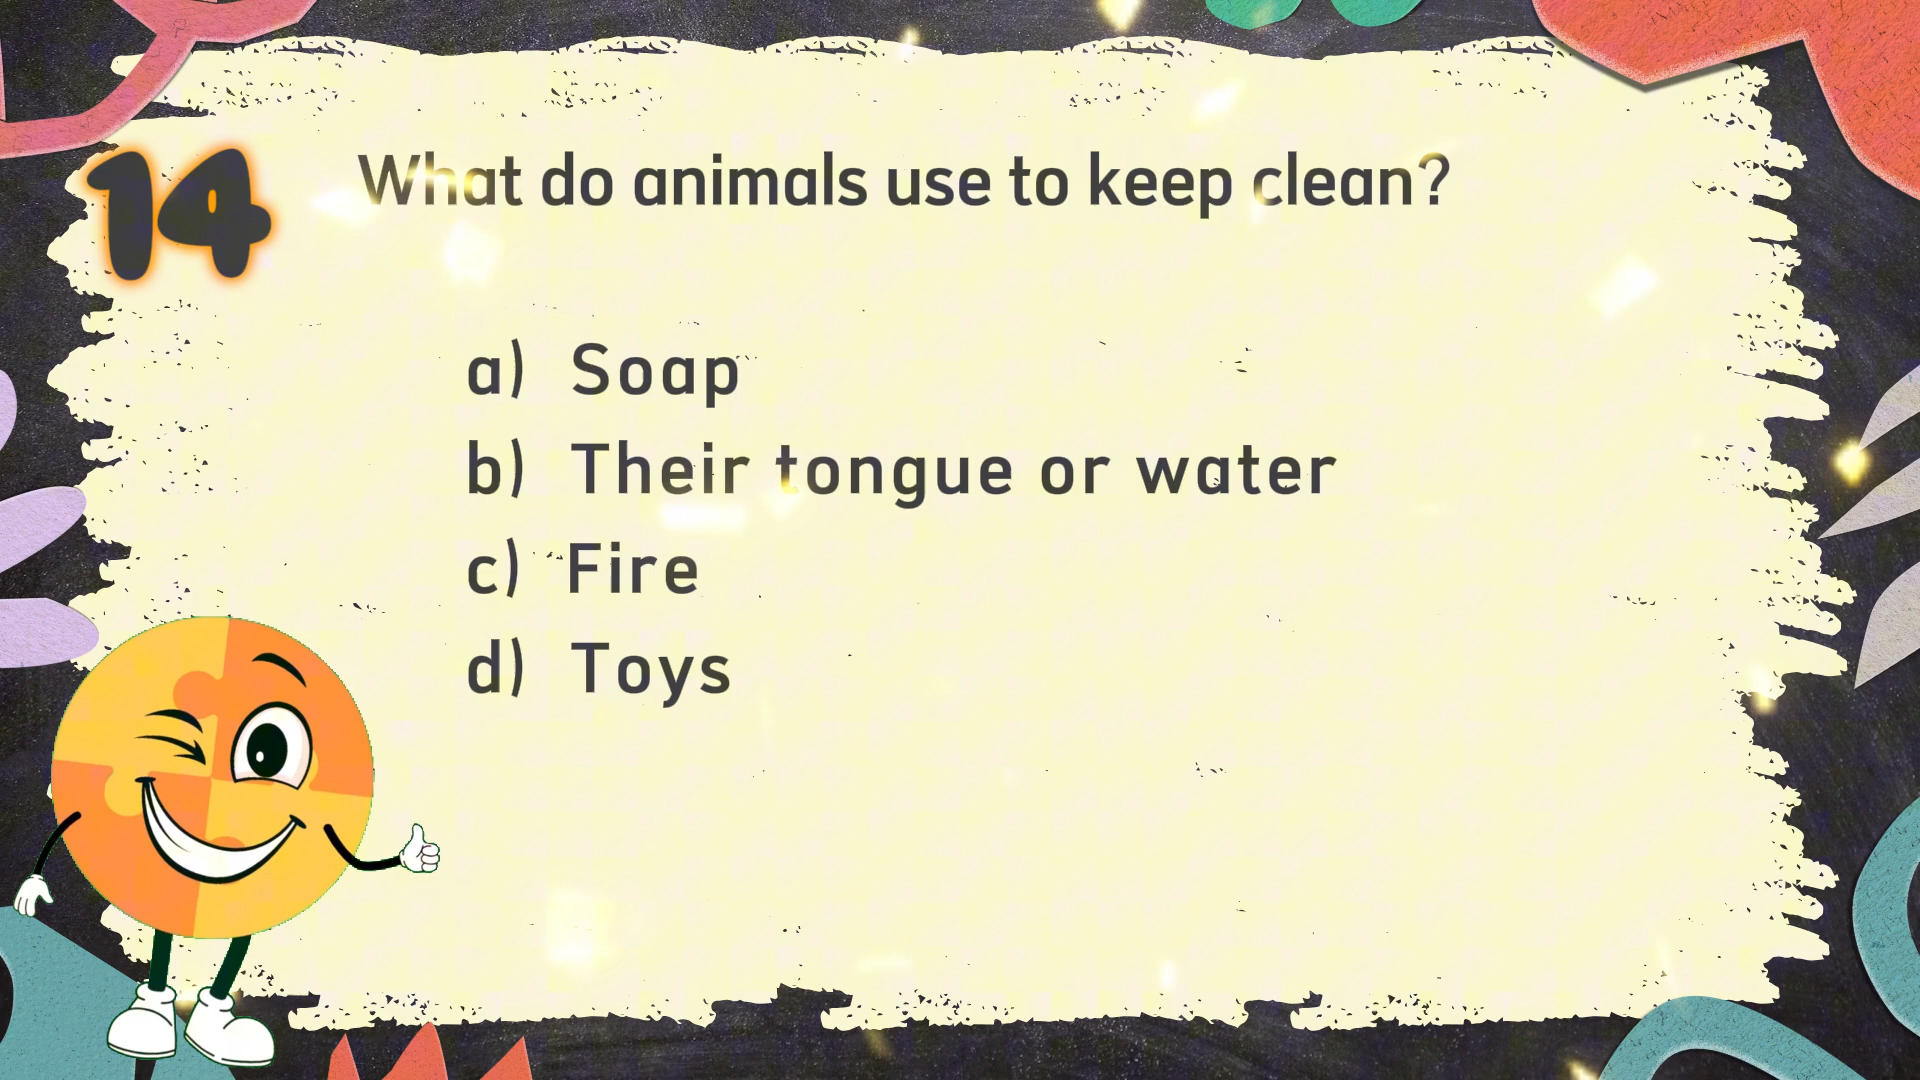 14
What do animals use to keep clean?
a) Soap
b) Their tongue or water
c) Fire
d) Toys